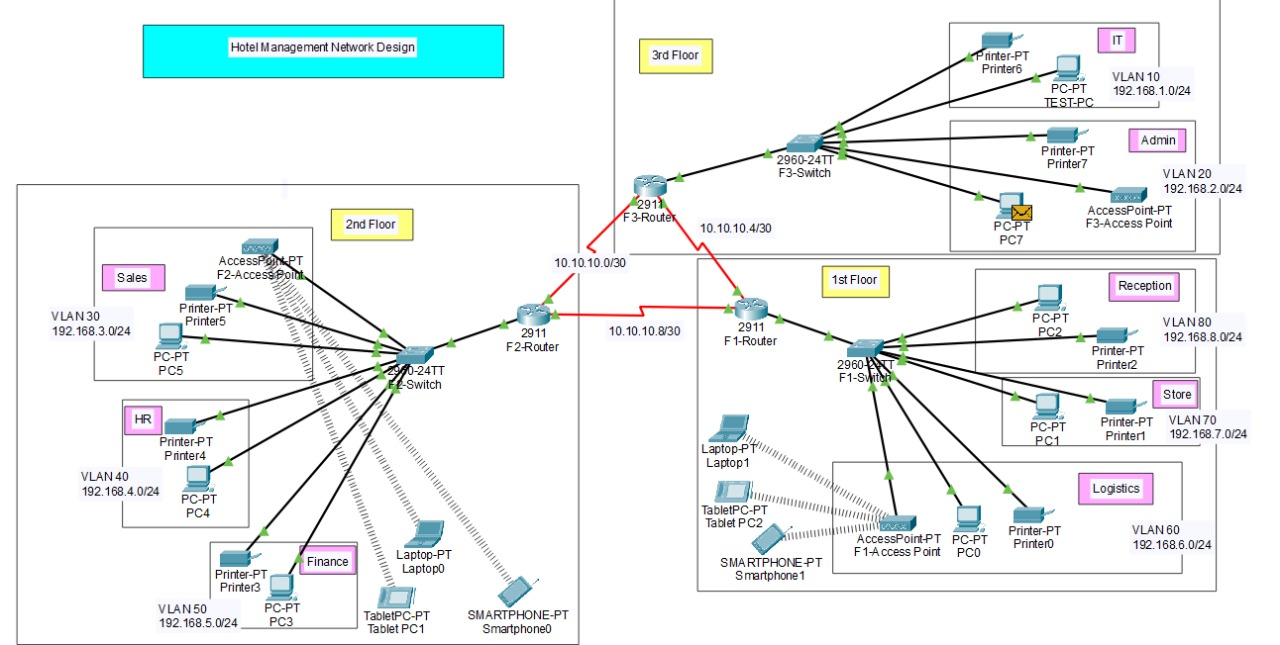 Hotel Management Network Design
3rd Floor
IT
Printer-PT
Printer6
PC-PT
TEST-PC
VLAN 10
192.168.1.0/24
Admin
Printer-PT
Printer7
2960-24TT
F3-Switch
VLAN 20
192.168.2.0/24
AccessPoint-PT
F3-Access Point
PC-PT
PC7
2911
F3-Router
10.10.10.4/30
10.10.10.0/30
10.10.10.8/30
2nd Floor
AccessPoint-PT
F2-Access Point
Sales
Printer-PT
Printer5
VLAN 30
192.168.3.0/24
PC-PT
PC5
2911
F2-Router
2960-24TT
F2-Switch
HR
Printer-PT
Printer4
VLAN 40
192.168.4.0/24
PC-PT
PC4
Finance
Printer-PT
Printer3
VLAN 50
192.168.5.0/24
PC-PT
PC3
Laptop-PT
Laptop0
TabletPC-PT
Tablet PC1
SMARTPHONE-PT
Smartphone0
1st Floor
2911
F1-Router
2960-24TT
F1-Switch
Reception
PC-PT
PC2
Printer-PT
Printer2
VLAN 80
192.168.8.0/24
Store
PC-PT
PC1
Printer-PT
Printer1
VLAN 70
192.168.7.0/24
Laptop-PT
Laptop1
TabletPC-PT
Tablet PC2
SMARTPHONE-PT
Smartphone1
Logistics
AccessPoint-PT
F1-Access Point
PC-PT
PC0
Printer-PT
Printer0
VLAN 60
192.168.6.0/24